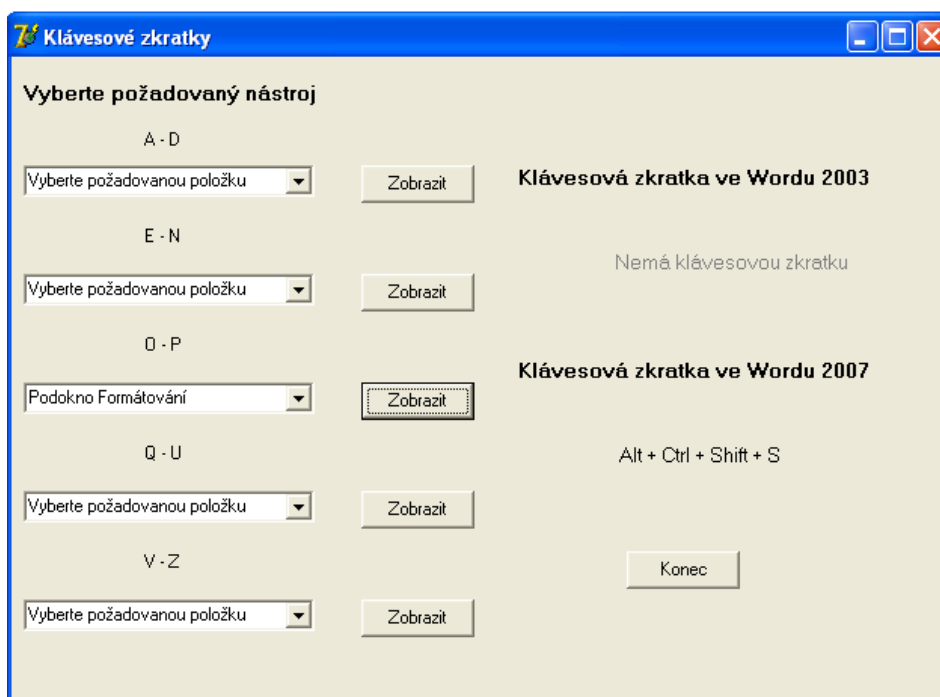 Klávesové zkratky
Vyberte požadovaný nástroj
A - D
Vyberte požadovanou položku
Zobrazit
E - N
Vyberte požadovanou položku
Zobrazit
O - P
Podokno Formátování
Zobrazit
Q - U
Vyberte požadovanou položku
Zobrazit
V - Z
Vyberte požadovanou položku
Zobrazit
Klávesová zkratka ve Wordu 2003
Nemá klávesovou zkratku
Klávesová zkratka ve Wordu 2007
Alt + Ctrl + Shift + S
Konec